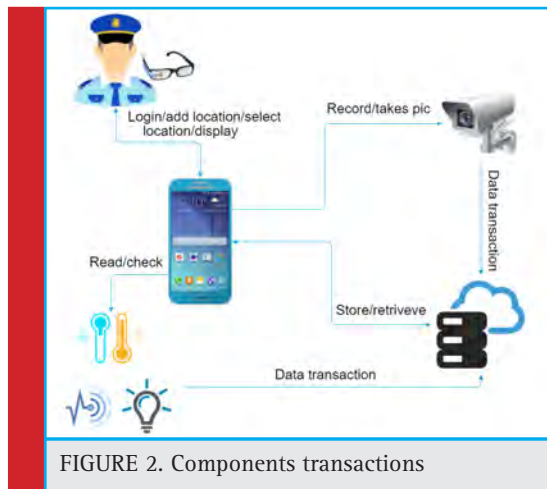 Login/add location/select
location/display
Record/takes pic
Data transaction
Read/check
Store/retriveve
Data transaction
FIGURE 2. Components transactions